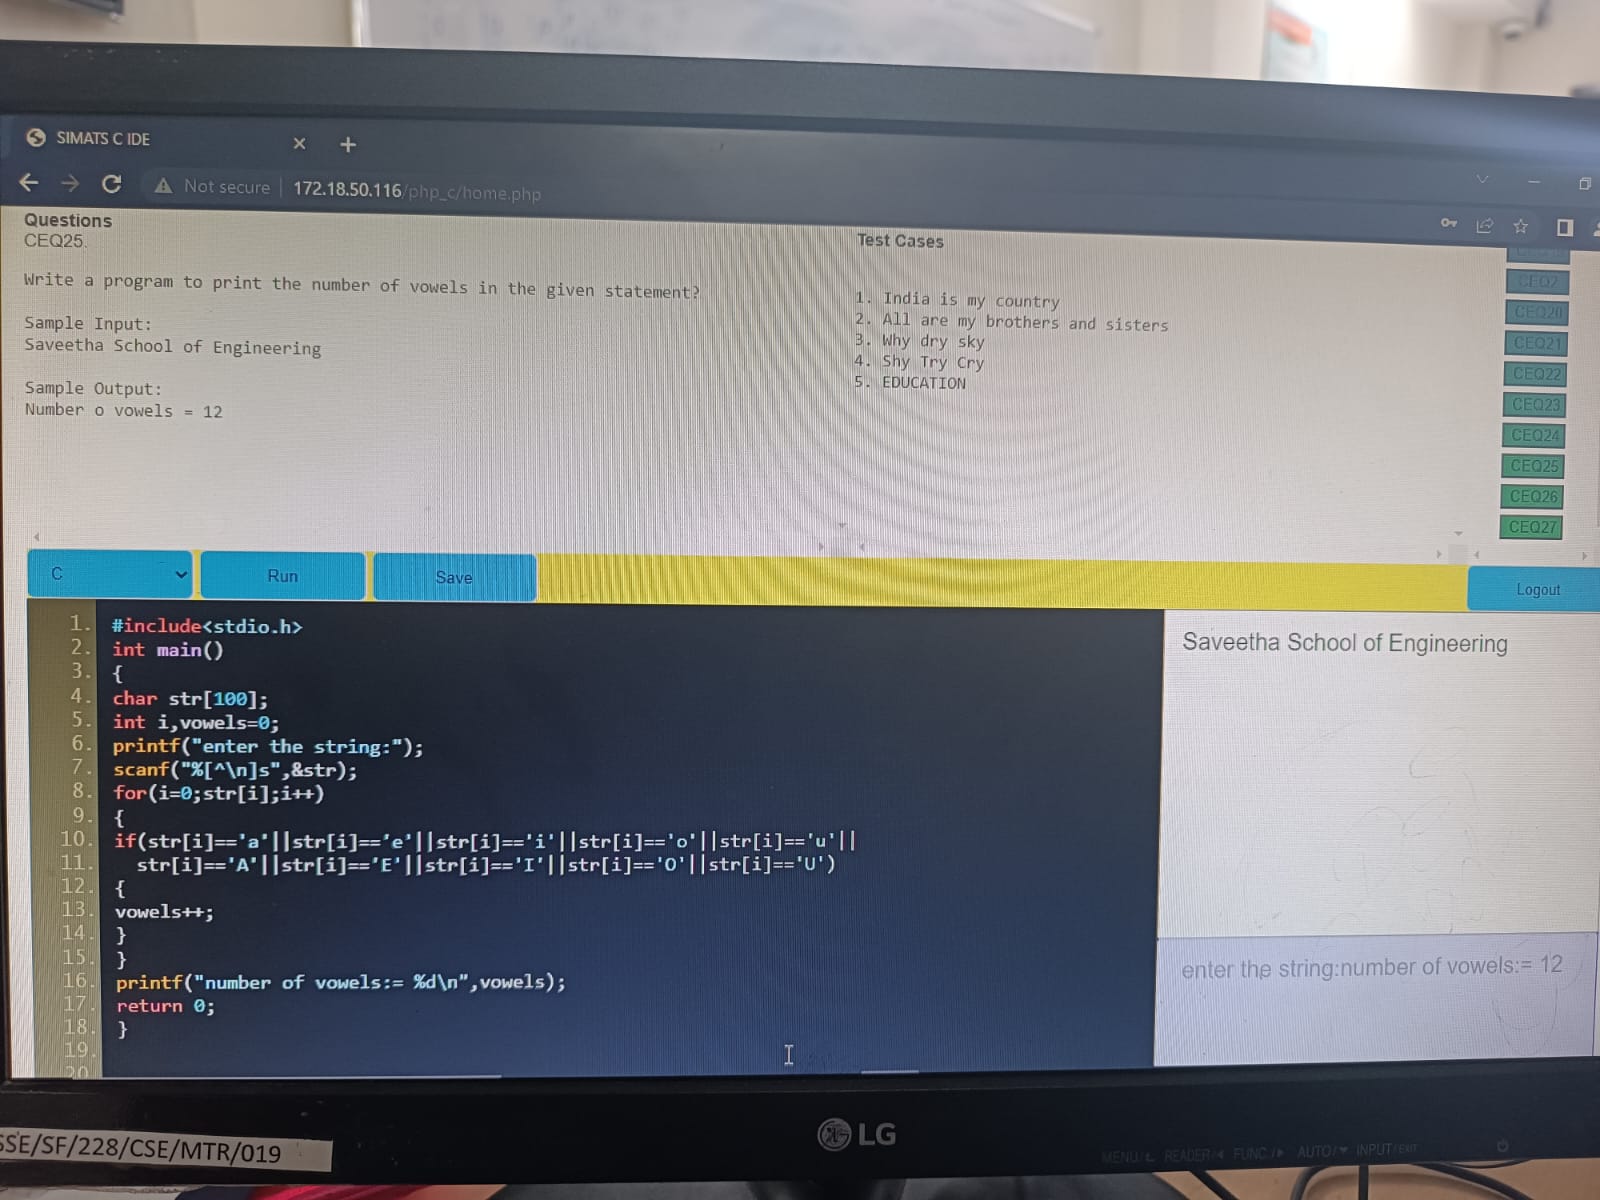 SIMATS C IDE
Not secure
172.18.50.116/php_c/home.php
Questions
CEQ25.
Write a program to print the number of vowels in the given statement?
Sample Input:
Saveetha School of Engineering
Sample Output:
Number o vowels = 12
Test Cases
1. India is my country
2. All are my brothers and sisters
3. Why dry sky
4. Shy Try Cry
5. EDUCATION
CEQ2
CEQ20
CEQ21
CEQ22
CEQ23
CEQ24
CEQ25
CEQ26
CEQ27
C
Run
Save
Logout
1. #include<stdio.h>
2. int main()
3. {
4. char str[100];
5. int i,vowels=0;
6. printf("enter the string:");
7. scanf("%[^\n]s",&str);
8. for(i=0;str[i];i++)
9. {
10. if(str[i]=='a'||str[i]=='e'||str[i]=='i'||str[i]=='o'||str[i]=='u'||
11. str[i]=='A'||str[i]=='E'||str[i]=='I'||str[i]=='O'||str[i]=='U')
12. {
13. vowels++;
14. }
15. }
16. printf("number of vowels:= %d\n",vowels);
17. return 0;
18. }
19.
20
Saveetha School of Engineering
enter the string:number of vowels:= 12
LG
MENU READER FUNC. AUTO INPUT/EXIT
SSE/SF/228/CSE/MTR/019